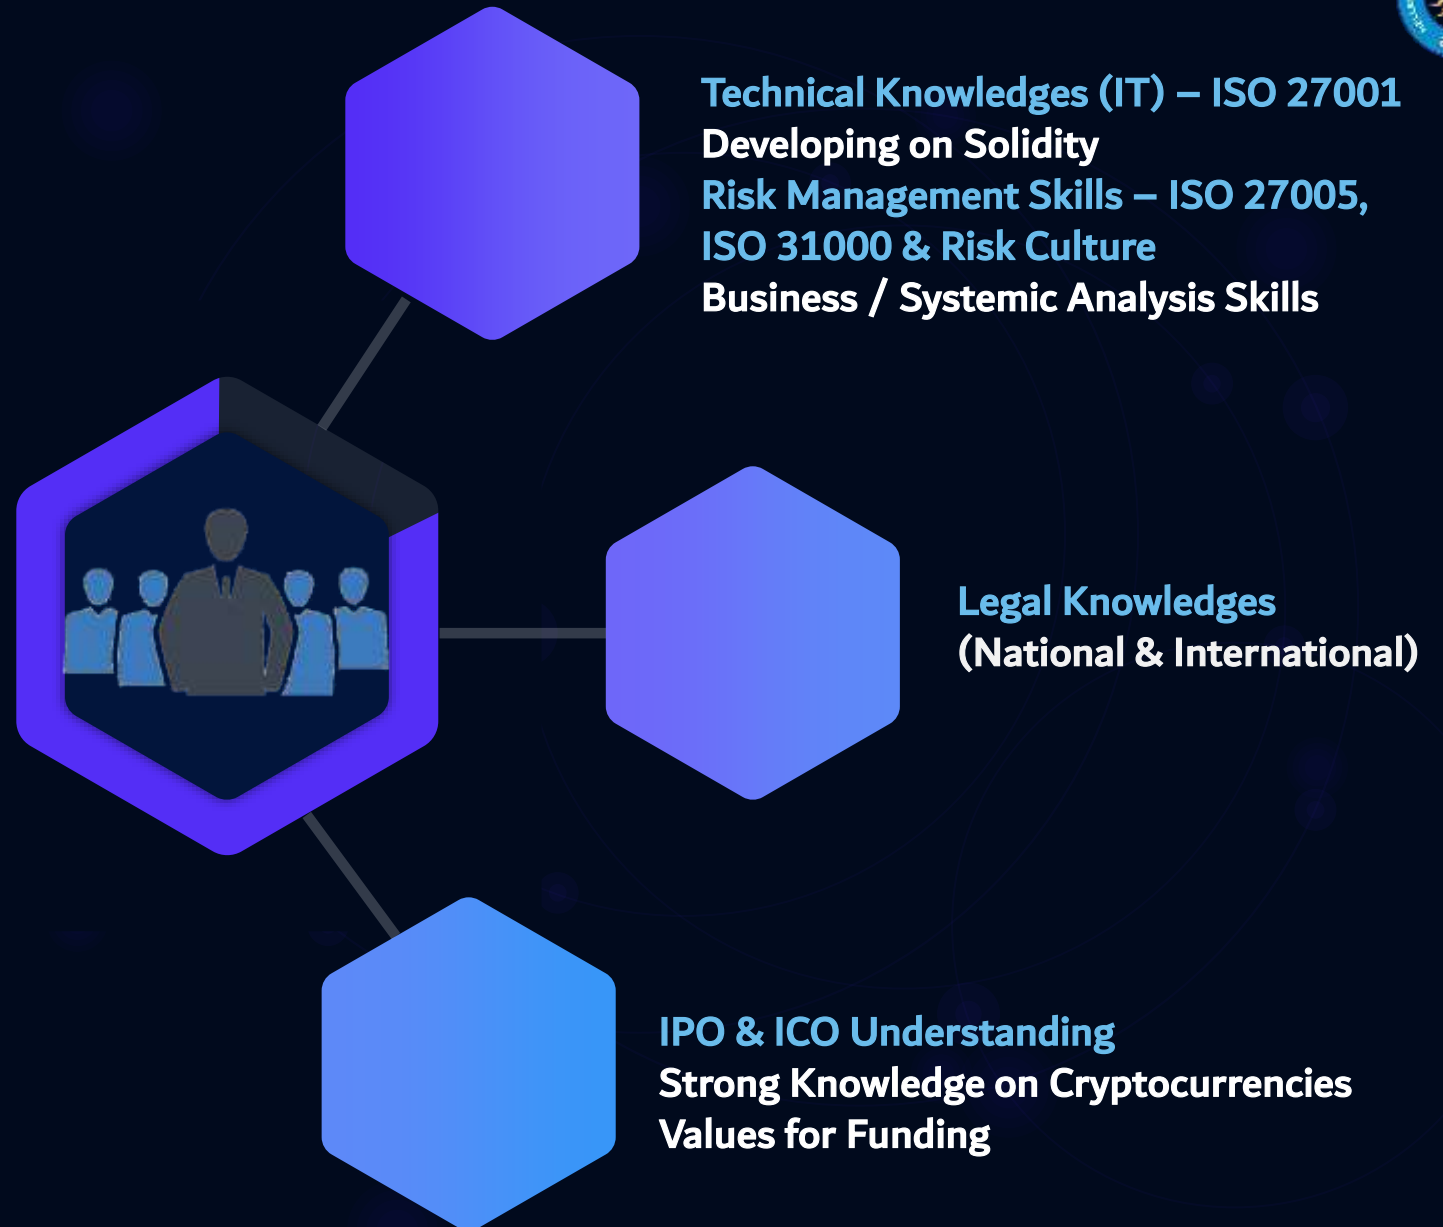 Technical Knowledges (IT) – ISO 27001
Developing on Solidity
Risk Management Skills – ISO 27005,
ISO 31000 & Risk Culture
Business / Systemic Analysis Skills
Legal Knowledges
(National & International)
IPO & ICO Understanding
Strong Knowledge on Cryptocurrencies
Values for Funding